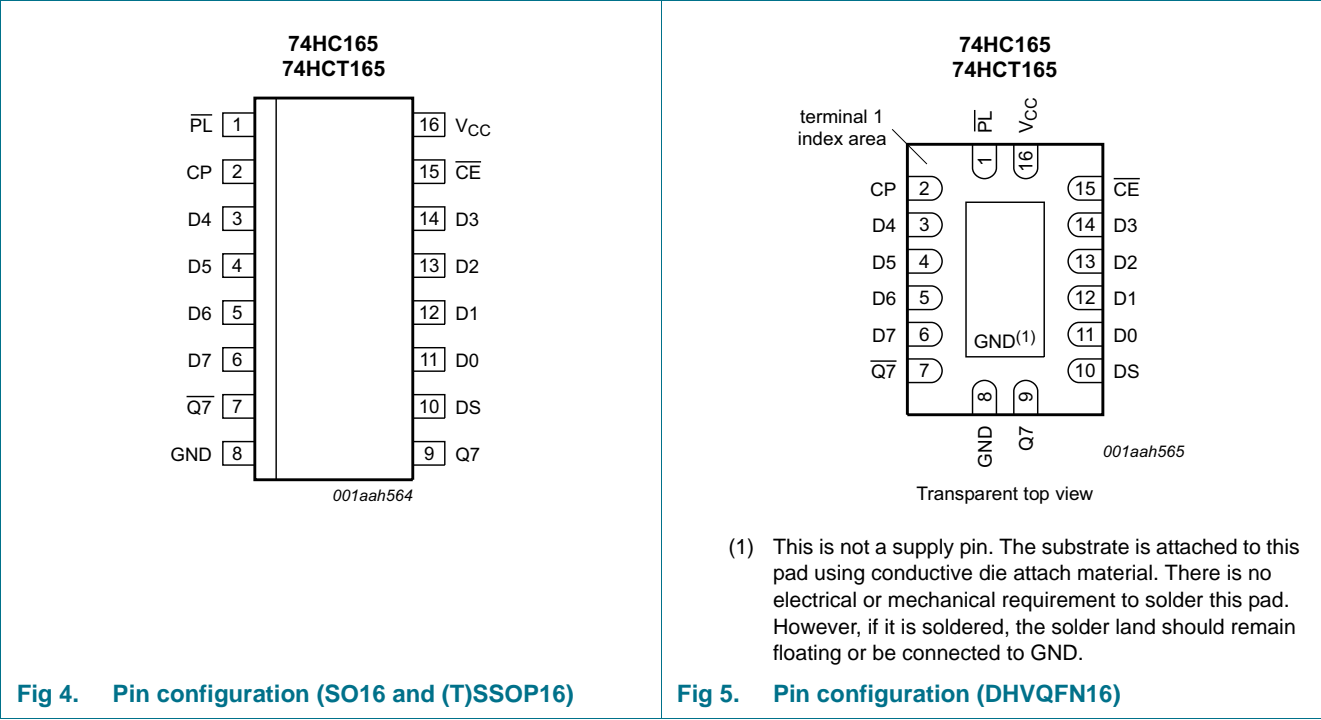 74HC165
74HCT165
P̅L̅ 1
16 VCC
CP 2
15 C̅E̅
D4 3
14 D3
D5 4
13 D2
D6 5
12 D1
D7 6
11 D0
Q̅7̅ 7
10 DS
GND 8
9 Q7
001aah564
Fig 4. Pin configuration (SO16 and (T)SSOP16)
74HC165
74HCT165
terminal 1
index area
P̅L̅
VCC
1
16
CP 2
15 C̅E̅
D4 3
14 D3
D5 4
13 D2
D6 5
12 D1
D7 6
11 D0
Q̅7̅ 7
10 DS
GND(1)
8
9
GND
Q7
001aah565
Transparent top view
(1) This is not a supply pin. The substrate is attached to this
pad using conductive die attach material. There is no
electrical or mechanical requirement to solder this pad.
However, if it is soldered, the solder land should remain
floating or be connected to GND.
Fig 5. Pin configuration (DHVQFN16)